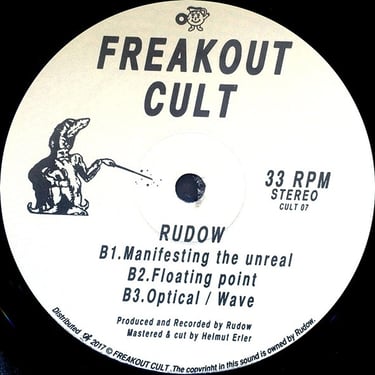 FREAKOUT
CULT
33 RPM
STEREO
CULT 07
RUDOW
B1.Manifesting the unreal
B2.Floating point
B3.Optical / Wave
Produced and Recorded by Rudow
Mastered & cut by Helmut Erler
Distributed 2017 © FREAKOUT CULT .The copyright in this sound is owned by Rudow.